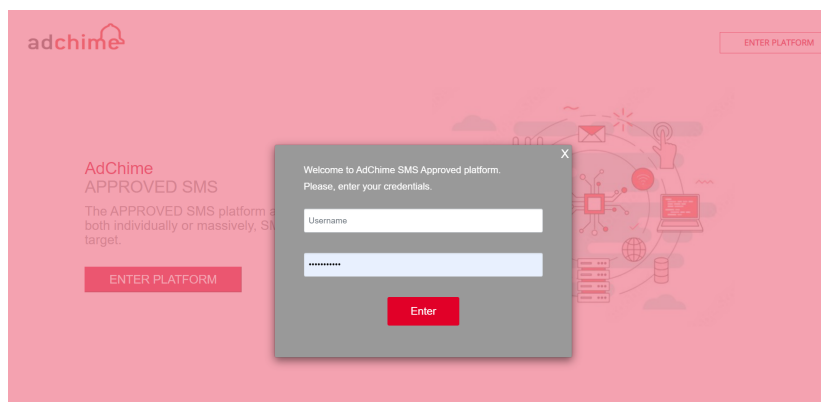 adchime
ENTER PLATFORM
AdChime
APPROVED SMS
The APPROVED SMS platform a
both individually or massively, SM
target.
ENTER PLATFORM
X
Welcome to AdChime SMS Approved platform.
Please, enter your credentials.
Username
•••••••••••
Enter